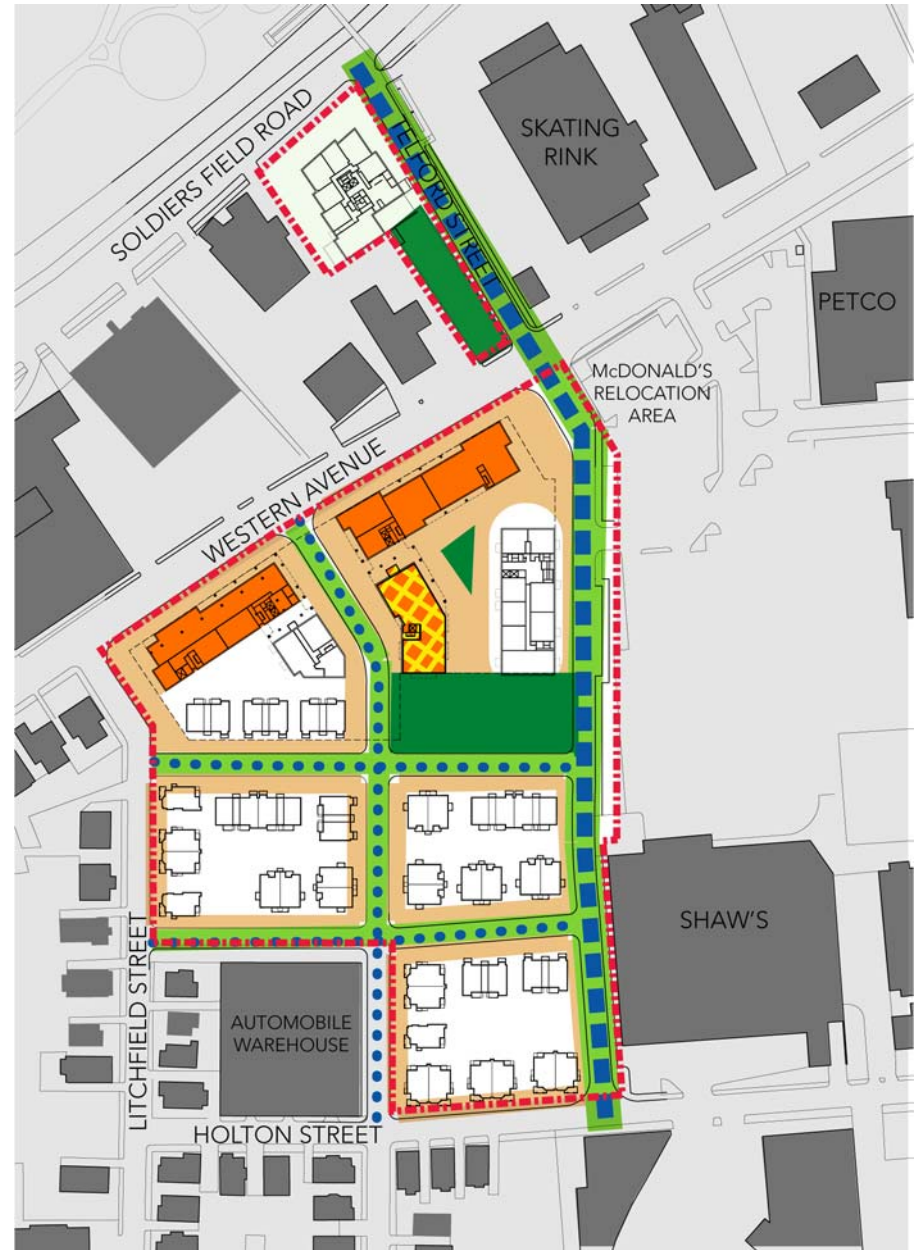 SOLDIERS FIELD ROAD
TELFORD STREET
SKATING
RINK
PETCO
McDONALD'S
RELOCATION
AREA
WESTERN AVENUE
SHAW'S
LITCHFIELD STREET
AUTOMOBILE
WAREHOUSE
HOLTON STREET